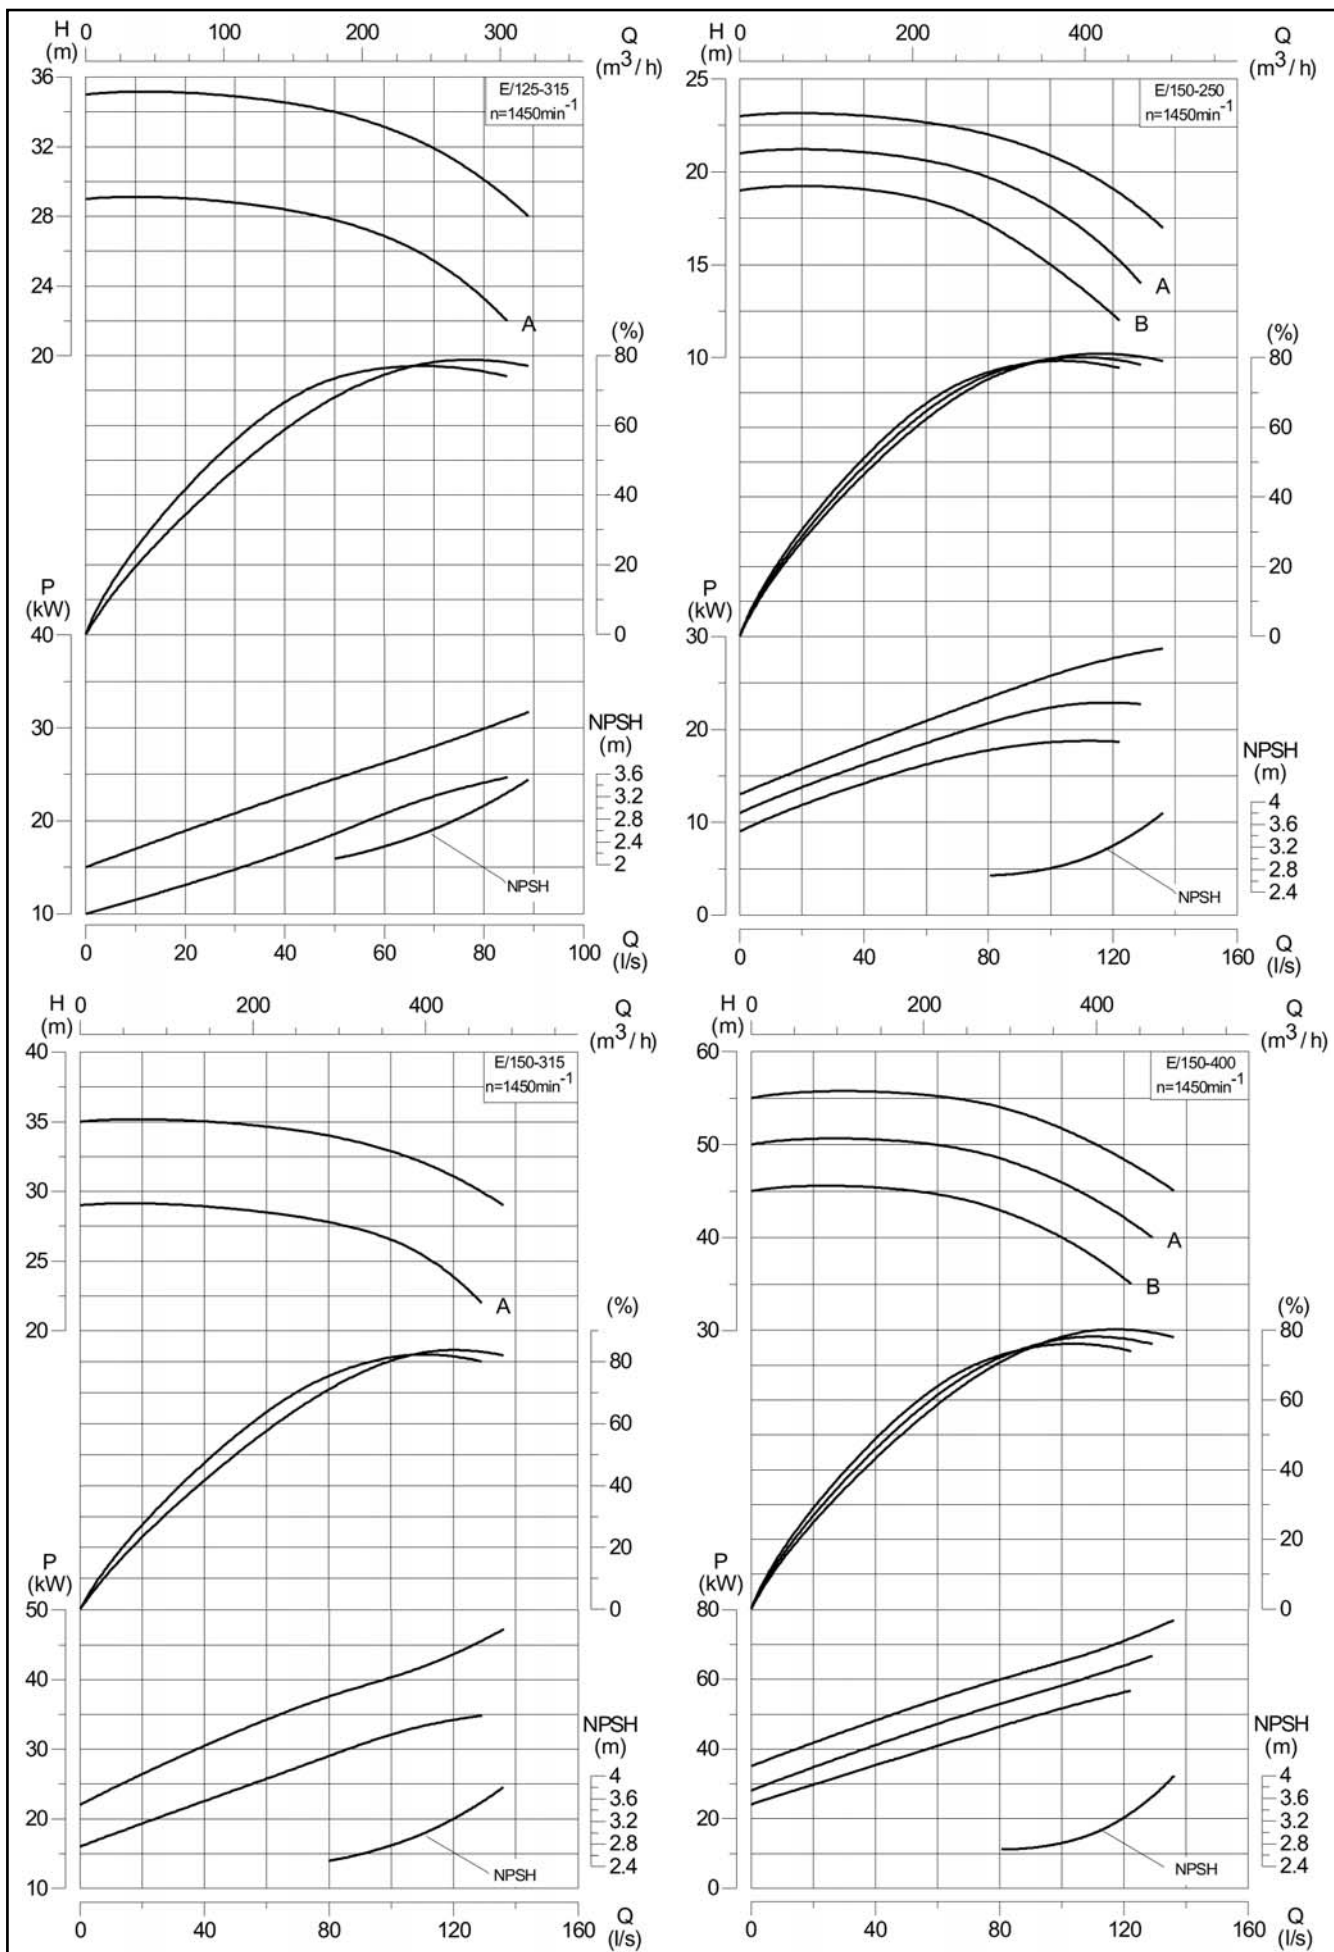 H 0 100 200 300 Q
(m) (m³/h)
36 E/125-315
n=1450min⁻¹
32
28
24 A
20 (%)
80
60
40
20
P
(kW)
40 0
30 NPSH
(m)
3.6
3.2
20 2.8
2.4
2
NPSH
10
0 20 40 60 80 100 Q
(l/s)
H 0 200 400 Q
(m) (m³/h)
25 E/150-250
n=1450min⁻¹
20
15 A
B
(%)
10 80
60
40
20
P
(kW)
30 0
20 NPSH
(m)
4
10 3.6
3.2
2.8
NPSH 2.4
0
0 40 80 120 160 Q
(l/s)
H 0 200 400 Q
(m) (m³/h)
40 E/150-315
n=1450min⁻¹
35
30
25
A (%)
20
80
60
40
20
P
(kW)
50 0
40
NPSH
30 (m)
4
3.6
20 3.2
2.8
NPSH 2.4
10
0 40 80 120 160 Q
(l/s)
H 0 200 400 Q
(m) (m³/h)
60 E/150-400
n=1450min⁻¹
50
40 A
B
(%)
30 80
60
40
20
P
(kW)
80 0
60
NPSH
40 (m)
4
3.6
20 3.2
2.8
NPSH 2.4
0
0 40 80 120 160 Q
(l/s)